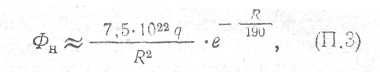 Φн ≈ 7,5·10²² q / R² · e^(− R/190), (П.3)